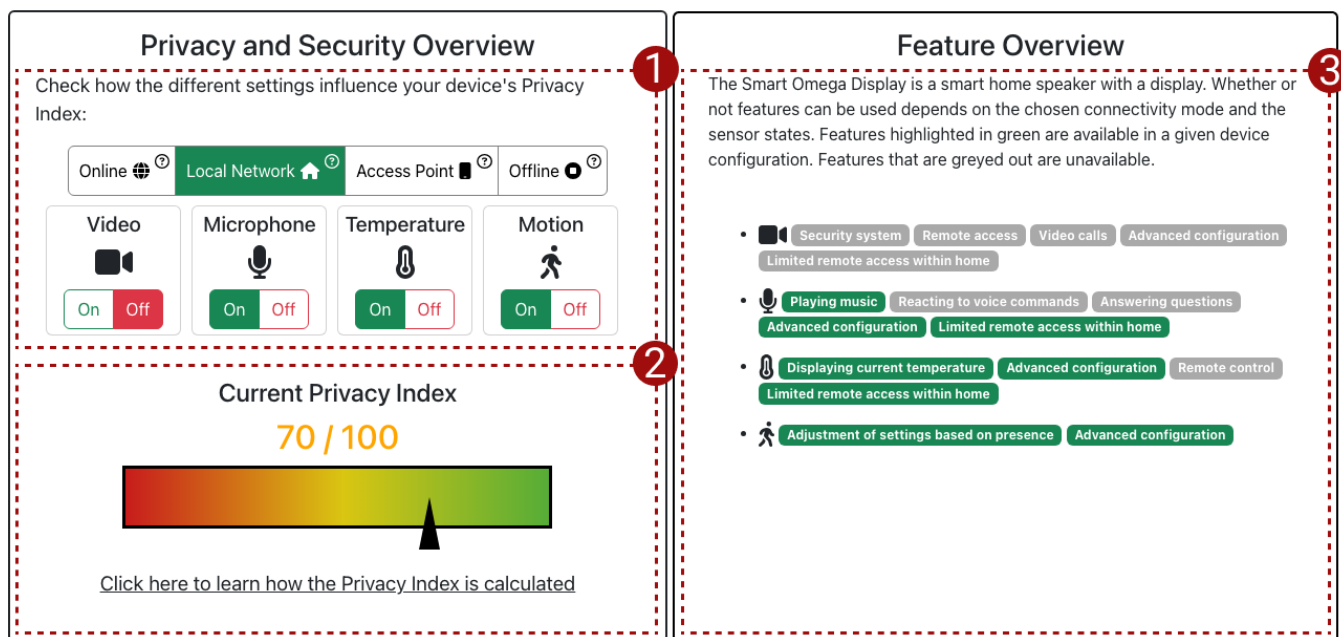 Privacy and Security Overview
1
Check how the different settings influence your device's Privacy
Index:
Online ? Local Network ? Access Point ? Offline ?
Video Microphone Temperature Motion
On Off On Off On Off On Off
2
Current Privacy Index
70 / 100
Click here to learn how the Privacy Index is calculated
Feature Overview
3
The Smart Omega Display is a smart home speaker with a display. Whether or
not features can be used depends on the chosen connectivity mode and the
sensor states. Features highlighted in green are available in a given device
configuration. Features that are greyed out are unavailable.
Security system Remote access Video calls Advanced configuration
Limited remote access within home
Playing music Reacting to voice commands Answering questions
Advanced configuration Limited remote access within home
Displaying current temperature Advanced configuration Remote control
Limited remote access within home
Adjustment of settings based on presence Advanced configuration